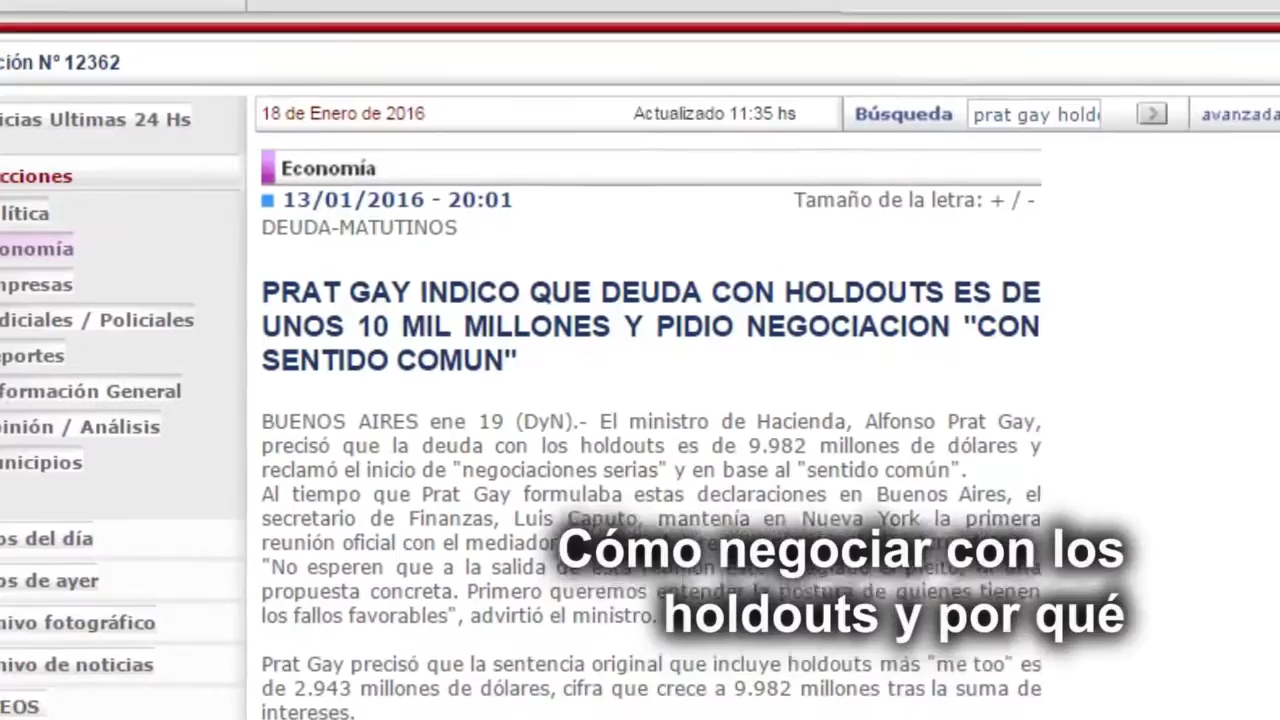 ción Nº 12362
icias Ultimas 24 Hs
cciones
lítica
onomía
mpresas
diciales / Policiales
portes
formación General
inión / Análisis
unicipios
os del día
os de ayer
hivo fotográfico
hivo de noticias
EOS
18 de Enero de 2016 Actualizado 11:35 hs Búsqueda prat gay hold avanzada
Economía
13/01/2016 - 20:01 Tamaño de la letra: + / -
DEUDA-MATUTINOS
PRAT GAY INDICO QUE DEUDA CON HOLDOUTS ES DE
UNOS 10 MIL MILLONES Y PIDIO NEGOCIACION "CON
SENTIDO COMUN"
BUENOS AIRES ene 19 (DyN).- El ministro de Hacienda, Alfonso Prat Gay,
precisó que la deuda con los holdouts es de 9.982 millones de dólares y
reclamó el inicio de "negociaciones serias" y en base al "sentido común".
Al tiempo que Prat Gay formulaba estas declaraciones en Buenos Aires, el
secretario de Finanzas, Luis Caputo, mantenía en Nueva York la primera
reunión oficial con el mediador
"No esperen que a la salida de
propuesta concreta. Primero queremos entender la postura de quienes tienen
los fallos favorables", advirtió el ministro.
Prat Gay precisó que la sentencia original que incluye holdouts más "me too" es
de 2.943 millones de dólares, cifra que crece a 9.982 millones tras la suma de
intereses.
Cómo negociar con los
holdouts y por qué